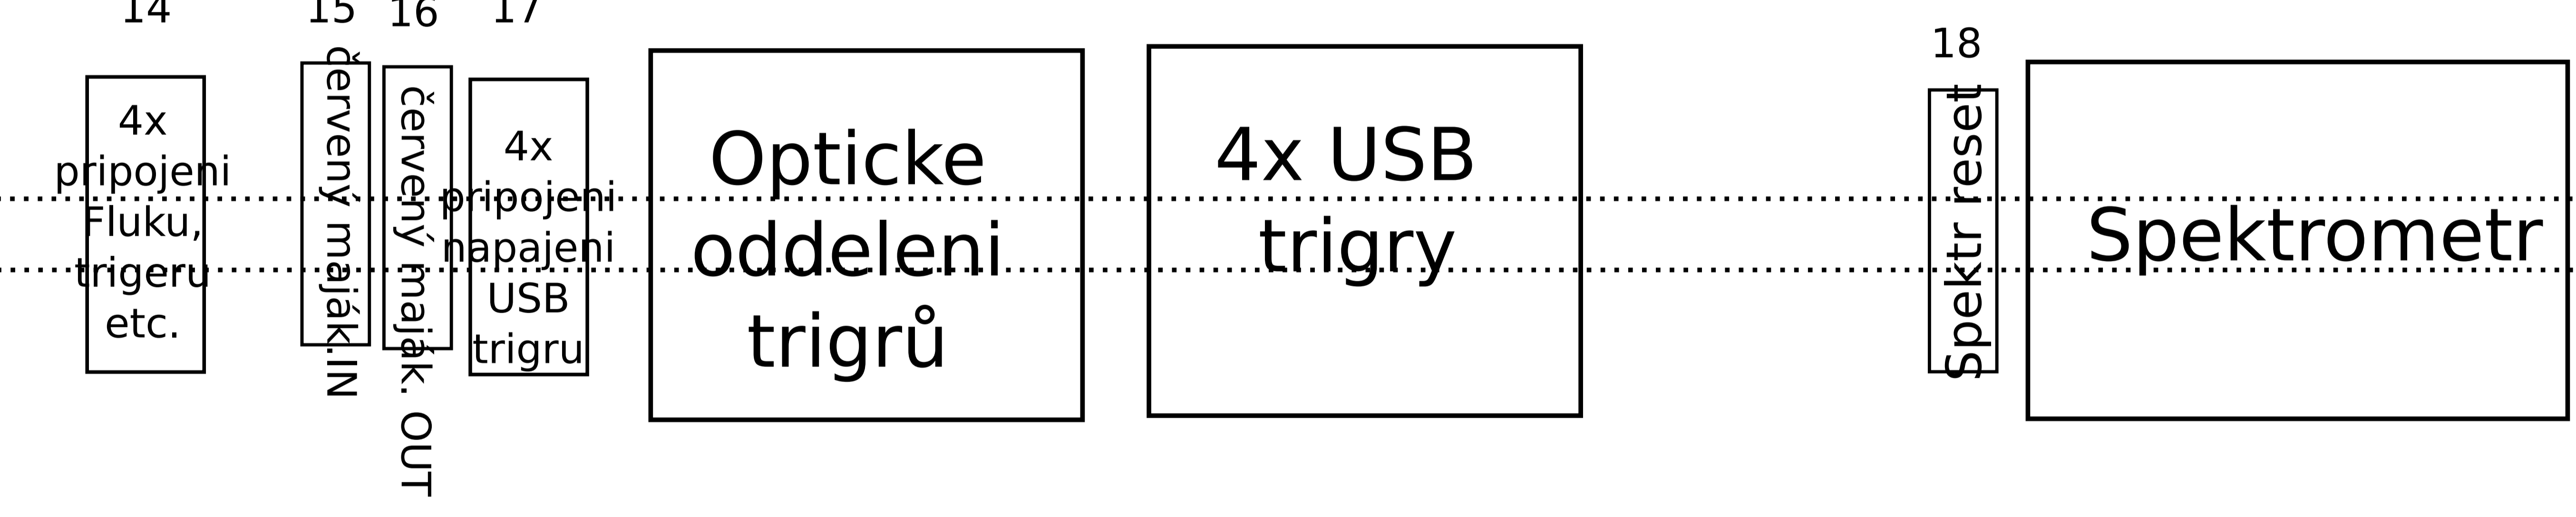 14
4x
pripojeni
Fluku,
trigeru
etc.
15
červený maják.IN
16
červený maják. OUT
17
4x
pripojeni
napajeni
USB
trigru
Opticke
oddeleni
trigrů
4x USB
trigry
18
Spektr reset
Spektrometr